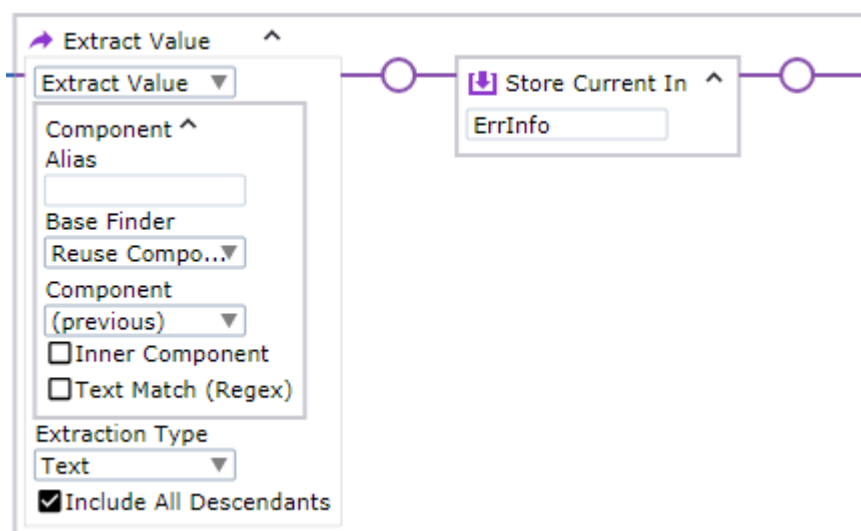 Extract Value
Extract Value
Component
Alias
Base Finder
Reuse Compo...
Component
(previous)
Inner Component
Text Match (Regex)
Extraction Type
Text
Include All Descendants
Store Current In
ErrInfo